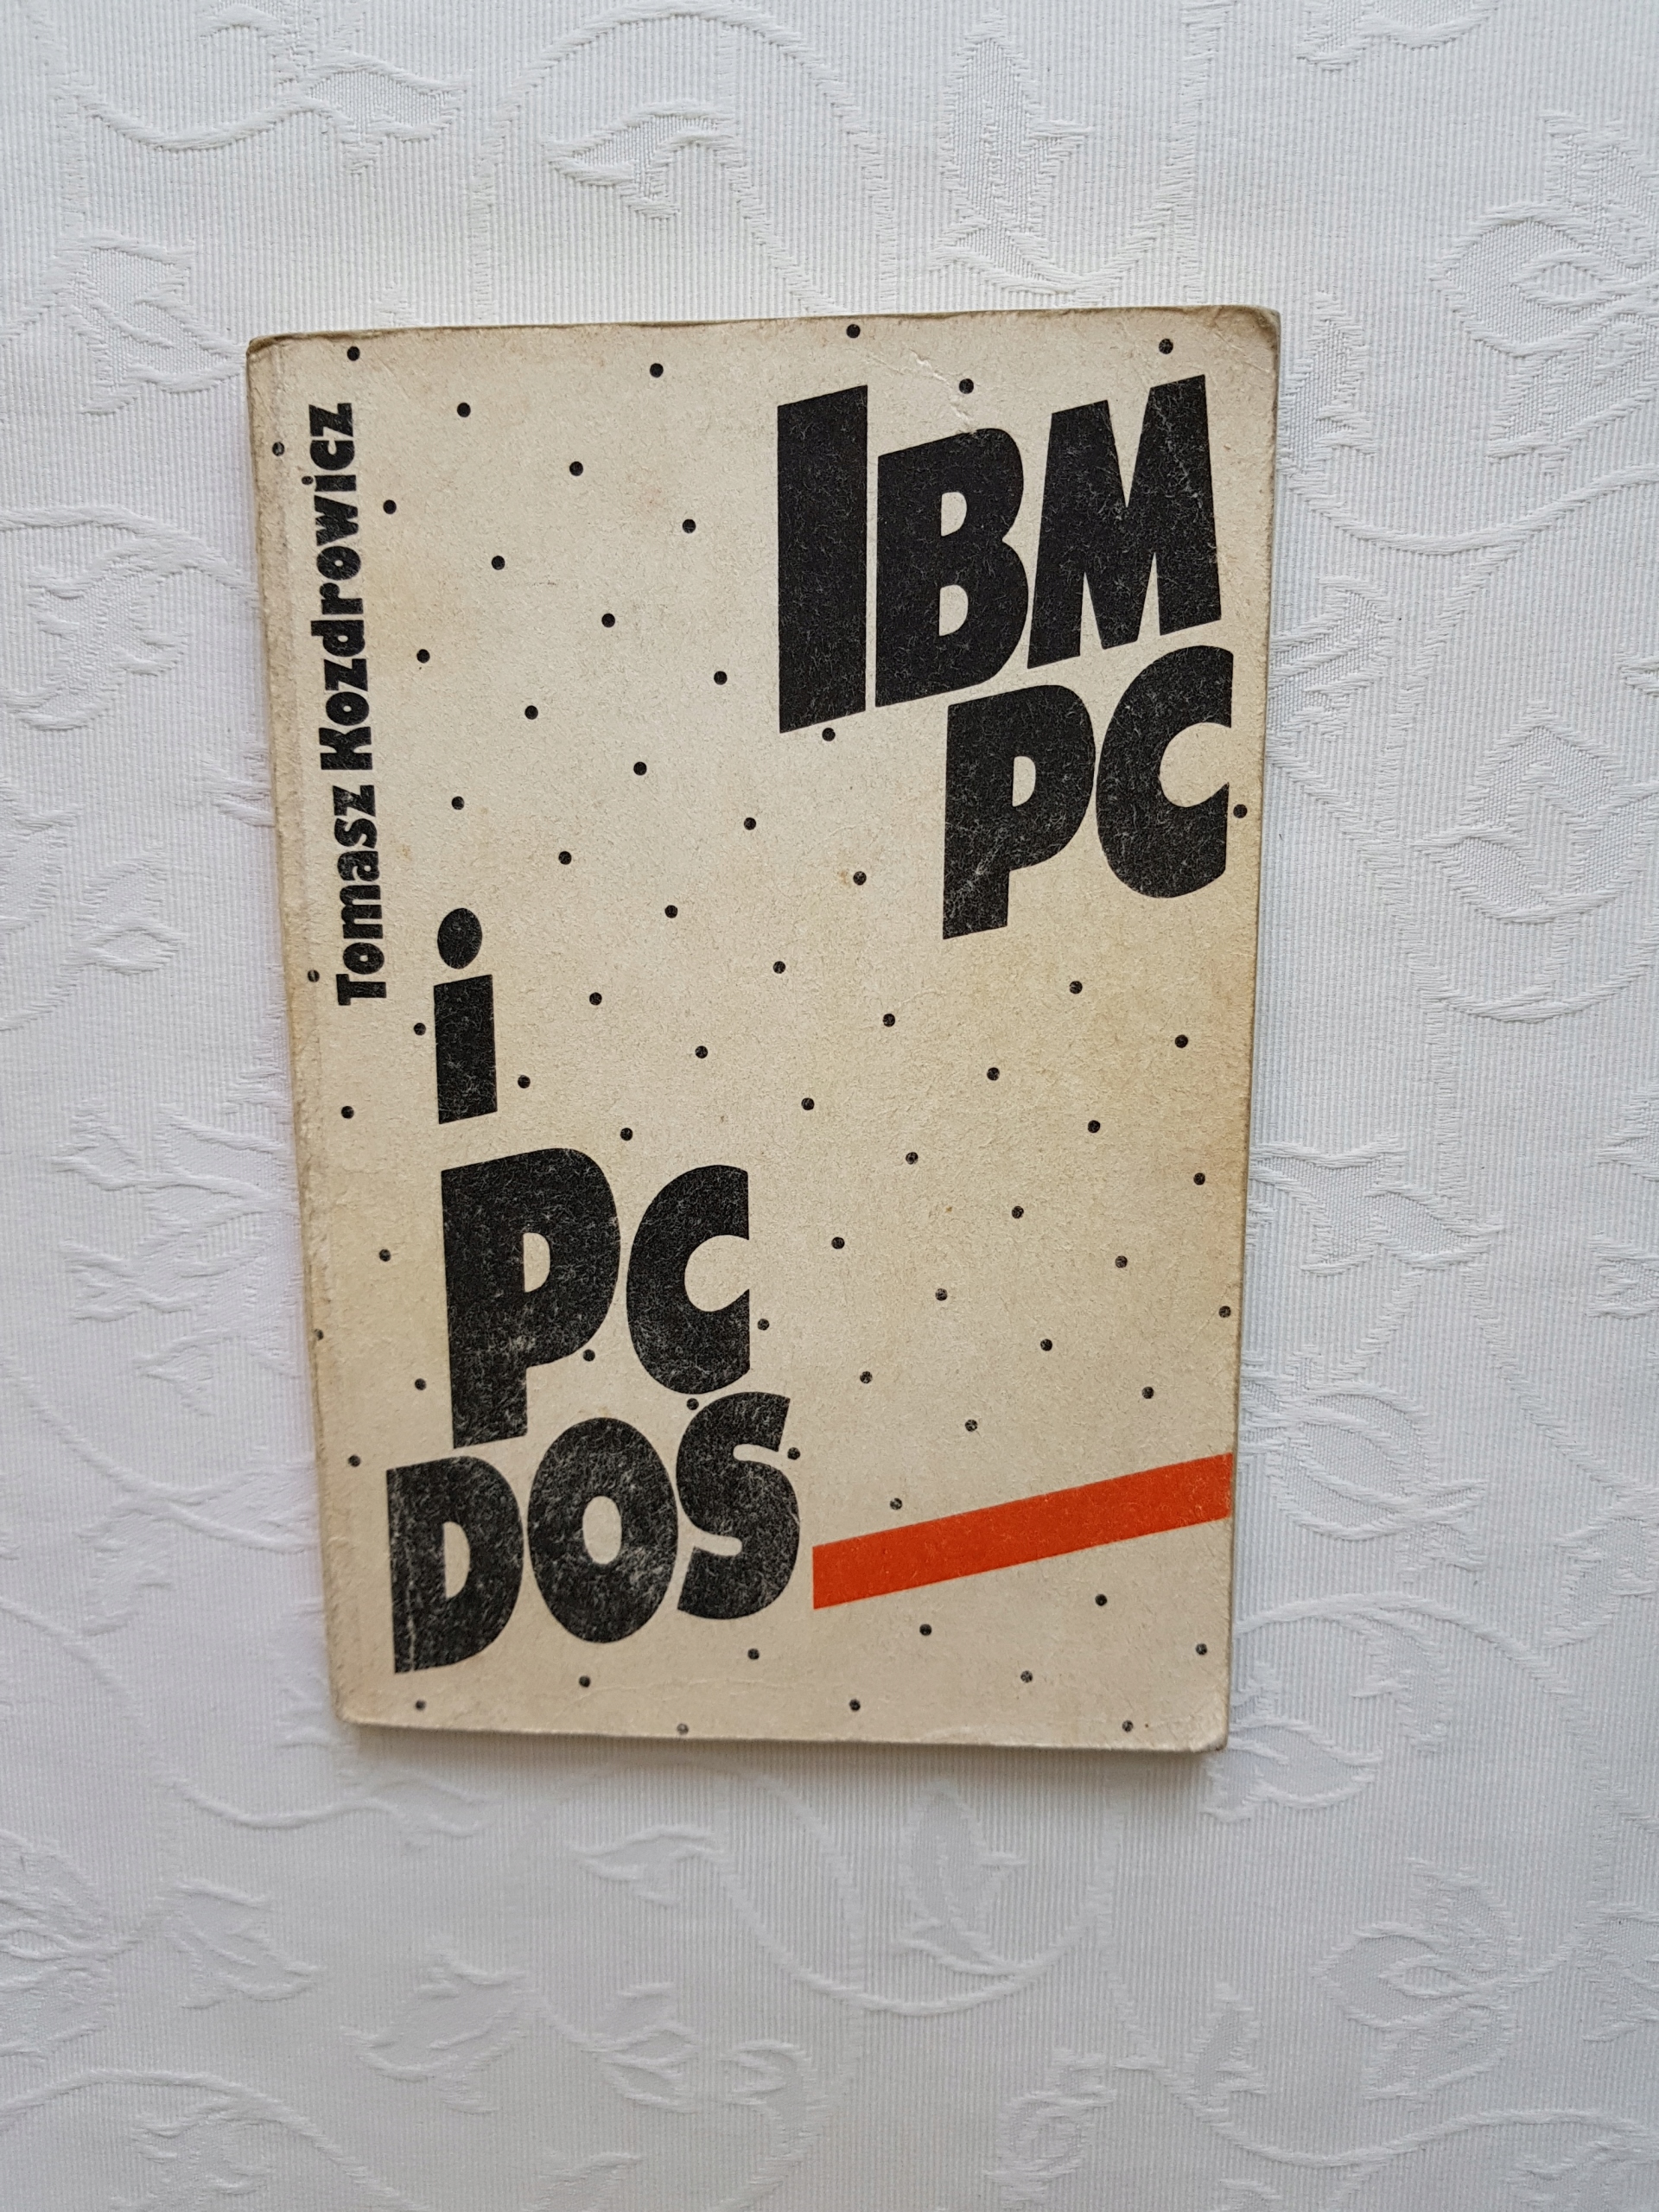 Tomasz Kozdrowicz
IBM
PC
i
PC
DOS